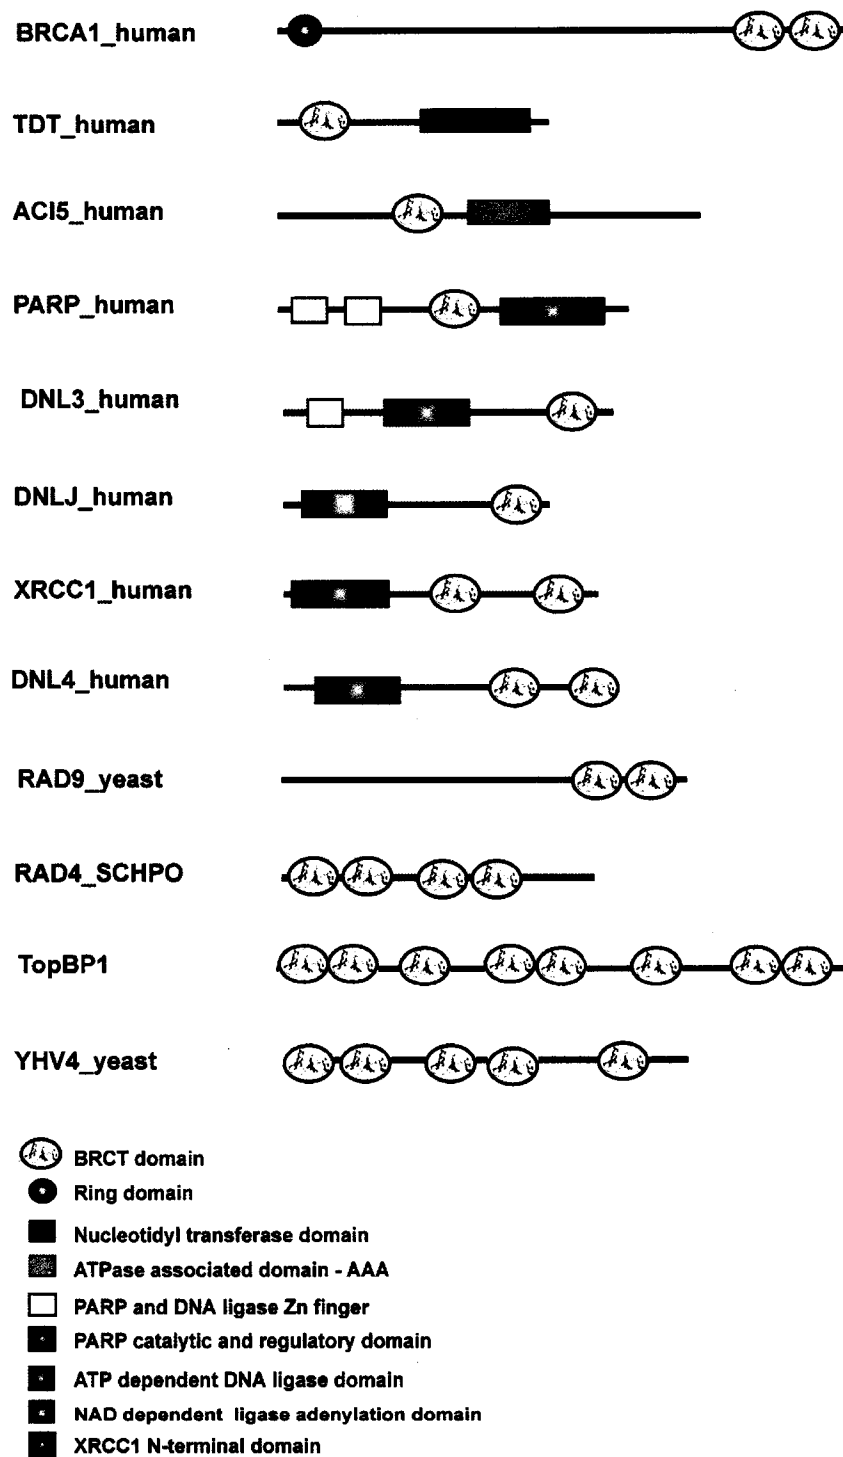 BRCA1_human
TDT_human
ACI5_human
PARP_human
DNL3_human
DNLJ_human
XRCC1_human
DNL4_human
RAD9_yeast
RAD4_SCHPO
TopBP1
YHV4_yeast
BRCT domain
Ring domain
Nucleotidyl transferase domain
ATPase associated domain - AAA
PARP and DNA ligase Zn finger
PARP catalytic and regulatory domain
ATP dependent DNA ligase domain
NAD dependent ligase adenylation domain
XRCC1 N-terminal domain